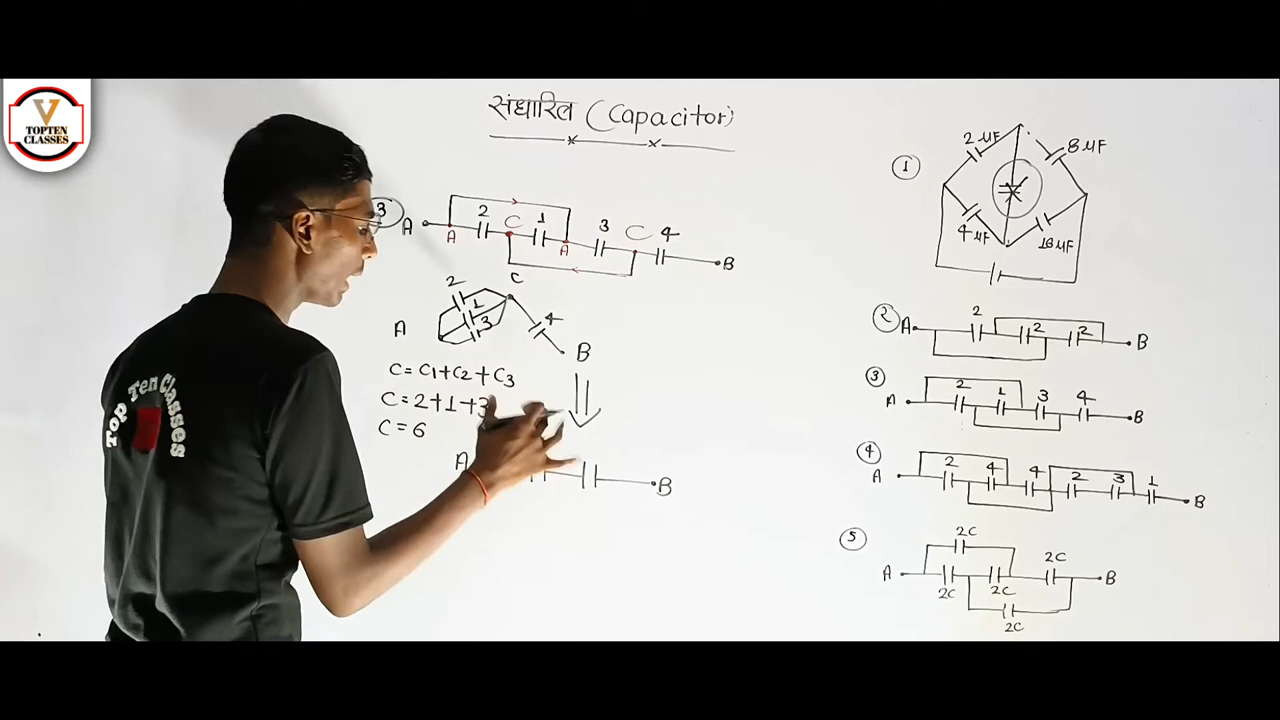 V
TOPTEN
CLASSES
संधारित्र (Capacitor)
3
A 2 C 1 3 C 4 B
A A
C
2
1
3
4
A
B
C = C1 + C2 + C3
C = 2+1+3
C = 6
A B
Top Ten Classes
1
2 μF 8 μF
4 μF 16 μF
2
A 2 2 2 B
3
A 2 1 3 4 B
4
A 2 4 4 2 3 1 B
5
2C
A 2C 2C 2C B
2C